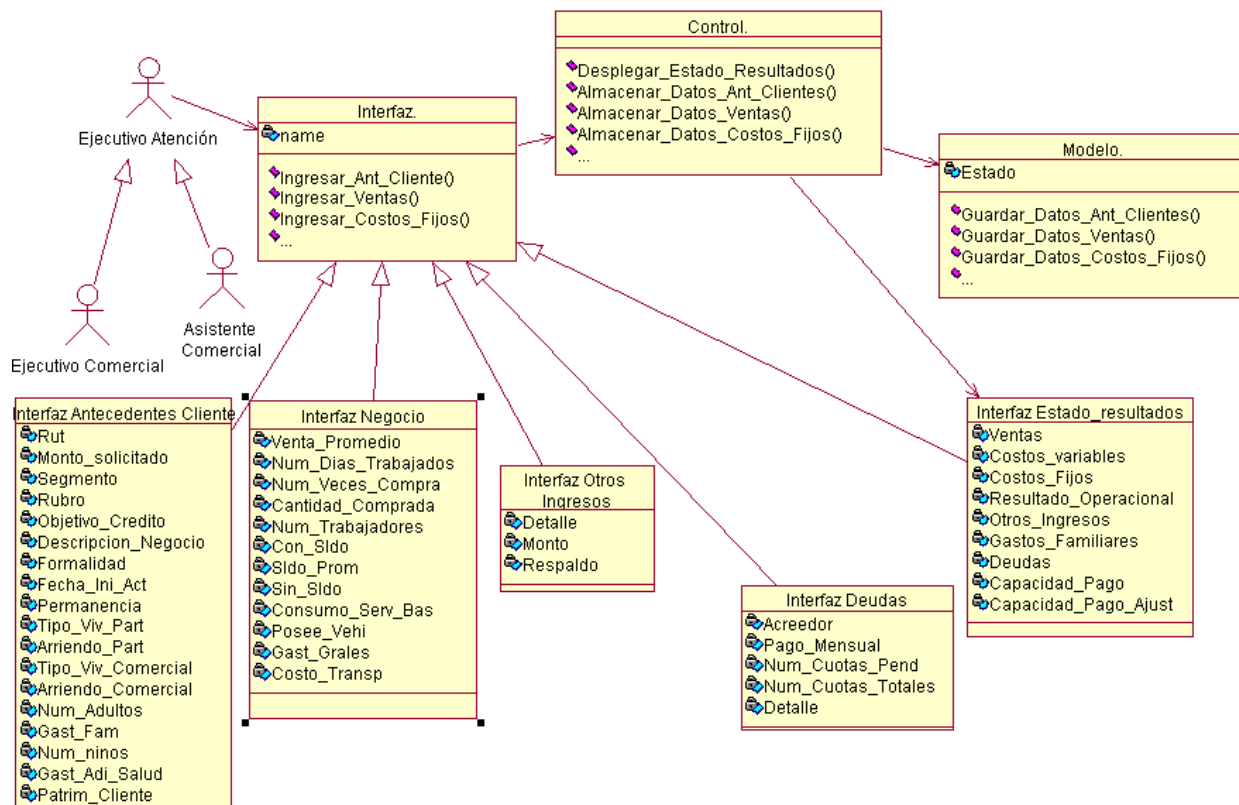 Control.
Desplegar_Estado_Resultados()
Almacenar_Datos_Ant_Clientes()
Almacenar_Datos_Ventas()
Almacenar_Datos_Costos_Fijos()
...
Ejecutivo Atención
Interfaz.
name
Ingresar_Ant_Cliente()
Ingresar_Ventas()
Ingresar_Costos_Fijos()
...
Modelo.
Estado
Guardar_Datos_Ant_Clientes()
Guardar_Datos_Ventas()
Guardar_Datos_Costos_Fijos()
...
Ejecutivo Comercial
Asistente
Comercial
Interfaz Antecedentes Cliente
Rut
Monto_solicitado
Segmento
Rubro
Objetivo_Credito
Descripcion_Negocio
Formalidad
Fecha_Ini_Act
Permanencia
Tipo_Viv_Part
Arriendo_Part
Tipo_Viv_Comercial
Arriendo_Comercial
Num_Adultos
Gast_Fam
Num_ninos
Gast_Adi_Salud
Patrim_Cliente
Interfaz Negocio
Venta_Promedio
Num_Dias_Trabajados
Num_Veces_Compra
Cantidad_Comprada
Num_Trabajadores
Con_Sldo
Sldo_Prom
Sin_Sldo
Consumo_Serv_Bas
Posee_Vehi
Gast_Grales
Costo_Transp
Interfaz Otros
Ingresos
Detalle
Monto
Respaldo
Interfaz Deudas
Acreedor
Pago_Mensual
Num_Cuotas_Pend
Num_Cuotas_Totales
Detalle
Interfaz Estado_resultados
Ventas
Costos_variables
Costos_Fijos
Resultado_Operacional
Otros_Ingresos
Gastos_Familiares
Deudas
Capacidad_Pago
Capacidad_Pago_Ajust